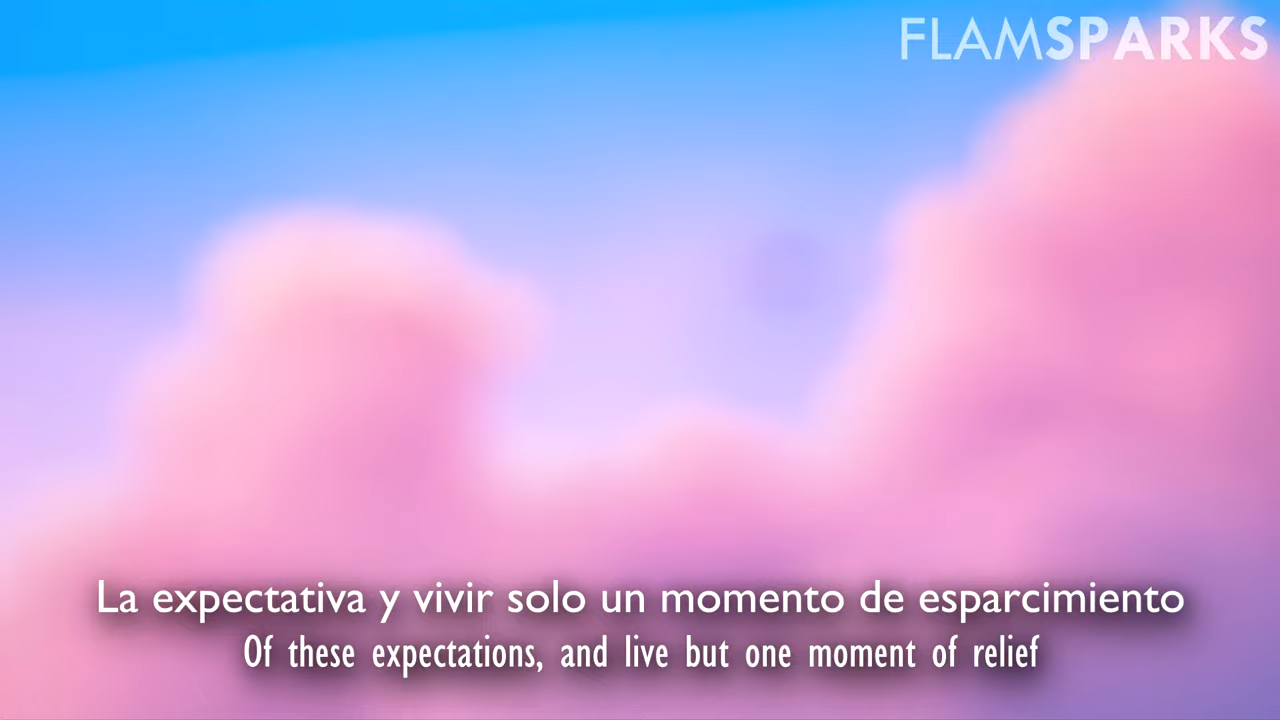 FLAMSPARKS
La expectativa y vivir solo un momento de esparcimiento
Of these expectations, and live but one moment of relief